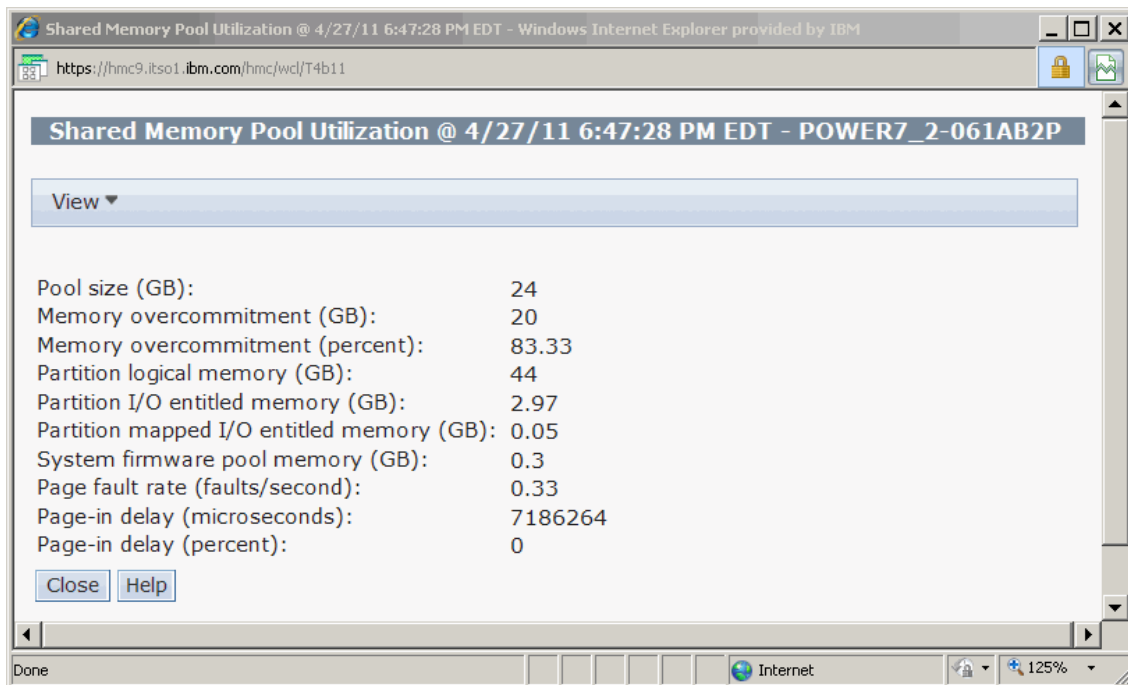 Shared Memory Pool Utilization @ 4/27/11 6:47:28 PM EDT - Windows Internet Explorer provided by IBM
https://hmc9.itso1.ibm.com/hmc/wcl/T4b11
Shared Memory Pool Utilization @ 4/27/11 6:47:28 PM EDT - POWER7_2-061AB2P
View
Pool size (GB): 24
Memory overcommitment (GB): 20
Memory overcommitment (percent): 83.33
Partition logical memory (GB): 44
Partition I/O entitled memory (GB): 2.97
Partition mapped I/O entitled memory (GB): 0.05
System firmware pool memory (GB): 0.3
Page fault rate (faults/second): 0.33
Page-in delay (microseconds): 7186264
Page-in delay (percent): 0
Close Help
Done Internet 125%